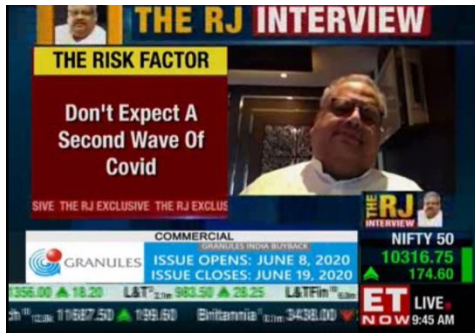 THE RJ INTERVIEW
THE RISK FACTOR
Don't Expect A
Second Wave Of
Covid
SIVE THE RJ EXCLUSIVE THE RJ EXCLUS
THE RJ
INTERVIEW
COMMERCIAL
GRANULES INDIA BUYBACK
GRANULES
ISSUE OPENS: JUNE 8, 2020
ISSUE CLOSES: JUNE 19, 2020
NIFTY 50
10316.75
174.60
356.00 18.20 L&T 983.50 28.25 L&TFin
11687.50 199.60 Britannia 3438.00
ET NOW
LIVE
9:45 AM